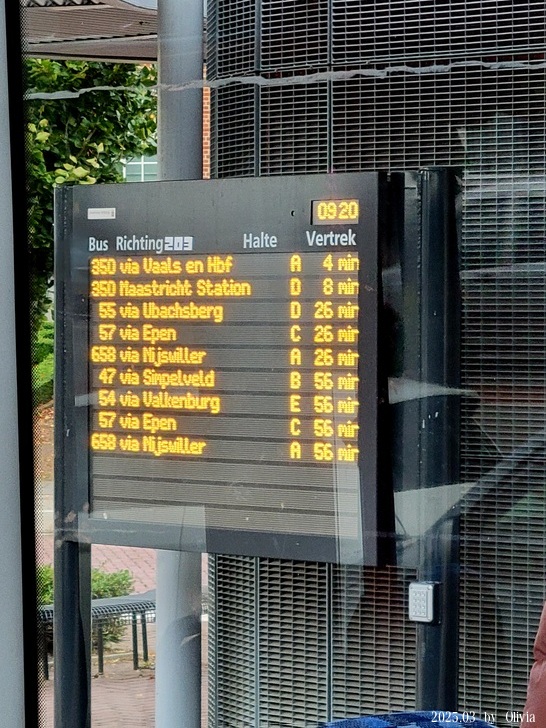 09 20
Bus Richting Halte Vertrek
350 via Vaals en Hbf A 4 min
350 Maastricht Station D 8 min
55 via Ubachsberg D 26 min
57 via Epen C 26 min
658 via Nijswiller A 26 min
47 via Simpelveld B 56 min
54 via Valkenburg E 56 min
57 via Epen C 56 min
658 via Nijswiller A 56 min
2025.03 by Olivia